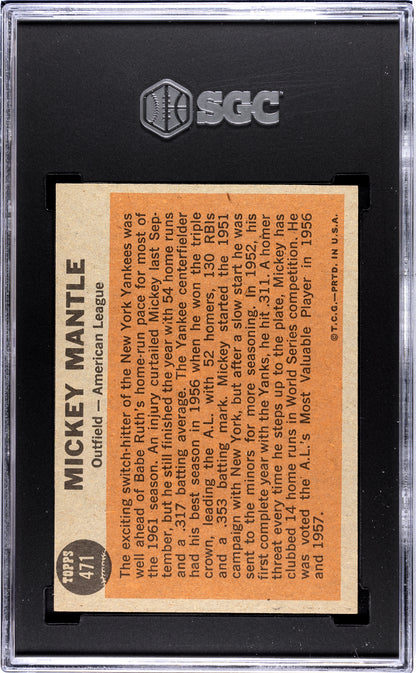 SGC
TOPPS
471
MICKEY MANTLE
Outfield — American League
The exciting switch-hitter of the New York Yankees was
well ahead of Babe Ruth's home-run pace for most of
the 1961 season. An injury curtailed Mickey last Sep-
tember, but he still finished the year with 54 home runs
and a .317 batting average. The Yankee centerfielder
had his best season in 1956 when he won the triple
crown, leading the A.L. with 52 homers, 130 RBIs
and a .353 batting mark. Mickey started the 1951
campaign with New York, but after a slow start he was
sent to the minors for more seasoning. In 1952, his
first complete year with the Yanks, he hit .311. A homer
threat every time he steps up to the plate, Mickey has
clubbed 14 home runs in World Series competition. He
was voted the A.L.'s Most Valuable Player in 1956
and 1957.
©T.C.G.—PRTD. IN U.S.A.